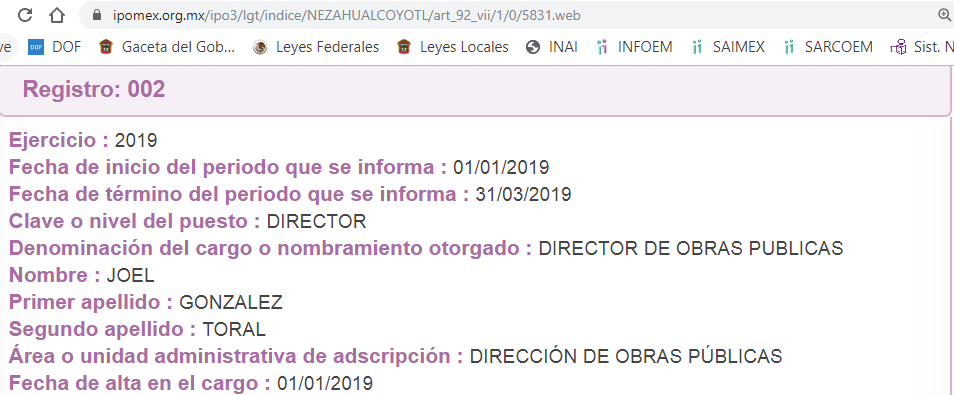 ipomex.org.mx/ipo3/lgt/indice/NEZAHUALCOYOTL/art_92_vii/1/0/5831.web
ve DOF DOF Gaceta del Gob... Leyes Federales Leyes Locales INAI INFOEM SAIMEX SARCOEM Sist. N
Registro: 002
Ejercicio : 2019
Fecha de inicio del periodo que se informa : 01/01/2019
Fecha de término del periodo que se informa : 31/03/2019
Clave o nivel del puesto : DIRECTOR
Denominación del cargo o nombramiento otorgado : DIRECTOR DE OBRAS PUBLICAS
Nombre : JOEL
Primer apellido : GONZALEZ
Segundo apellido : TORAL
Área o unidad administrativa de adscripción : DIRECCIÓN DE OBRAS PÚBLICAS
Fecha de alta en el cargo : 01/01/2019